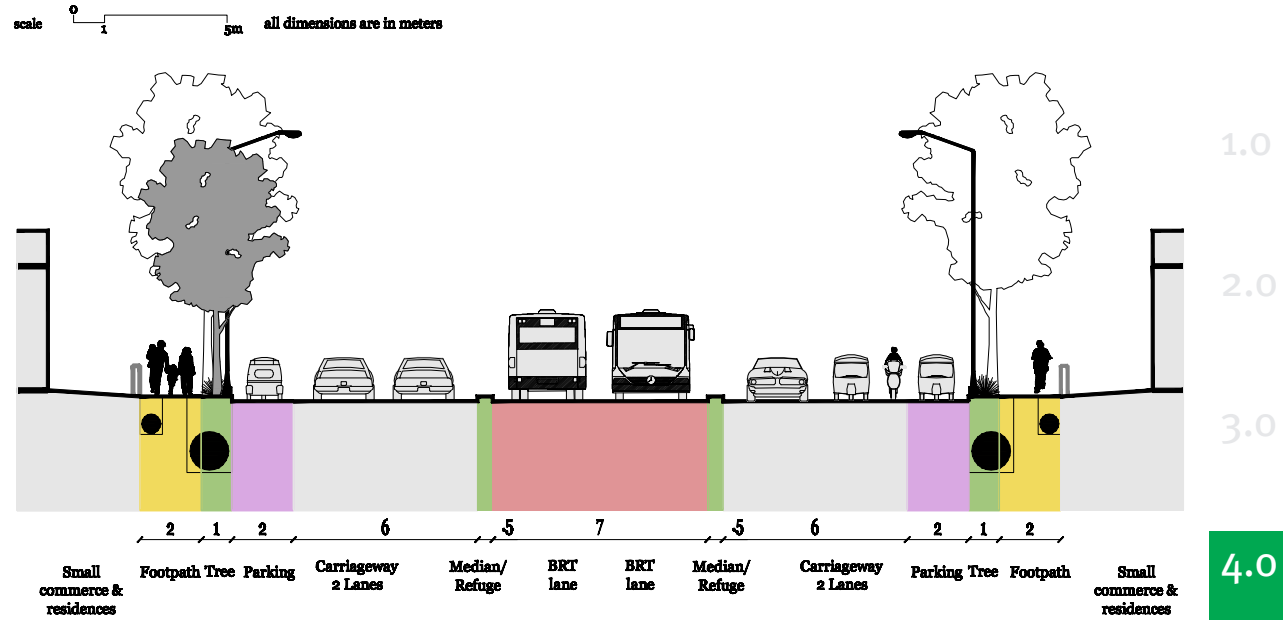 0
scale 1 5m all dimensions are in meters
1.0
2.0
3.0
4.0
2 1 2 6 .5 7 .5 6 2 1 2
Small
commerce &
residences
Footpath
Tree
Parking
Carriageway
2 Lanes
Median/
Refuge
BRT
lane
BRT
lane
Median/
Refuge
Carriageway
2 Lanes
Parking
Tree
Footpath
Small
commerce &
residences